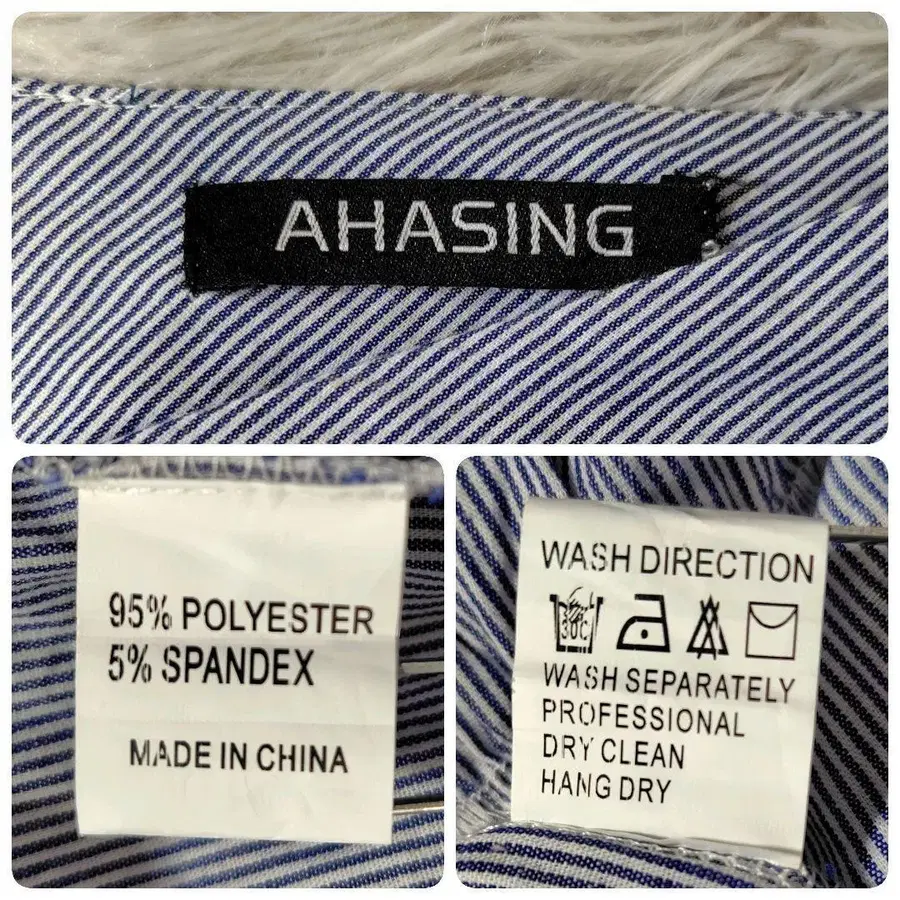 AHASING
95% POLYESTER
5% SPANDEX
MADE IN CHINA
WASH DIRECTION
30C
WASH SEPARATELY
PROFESSIONAL
DRY CLEAN
HANG DRY